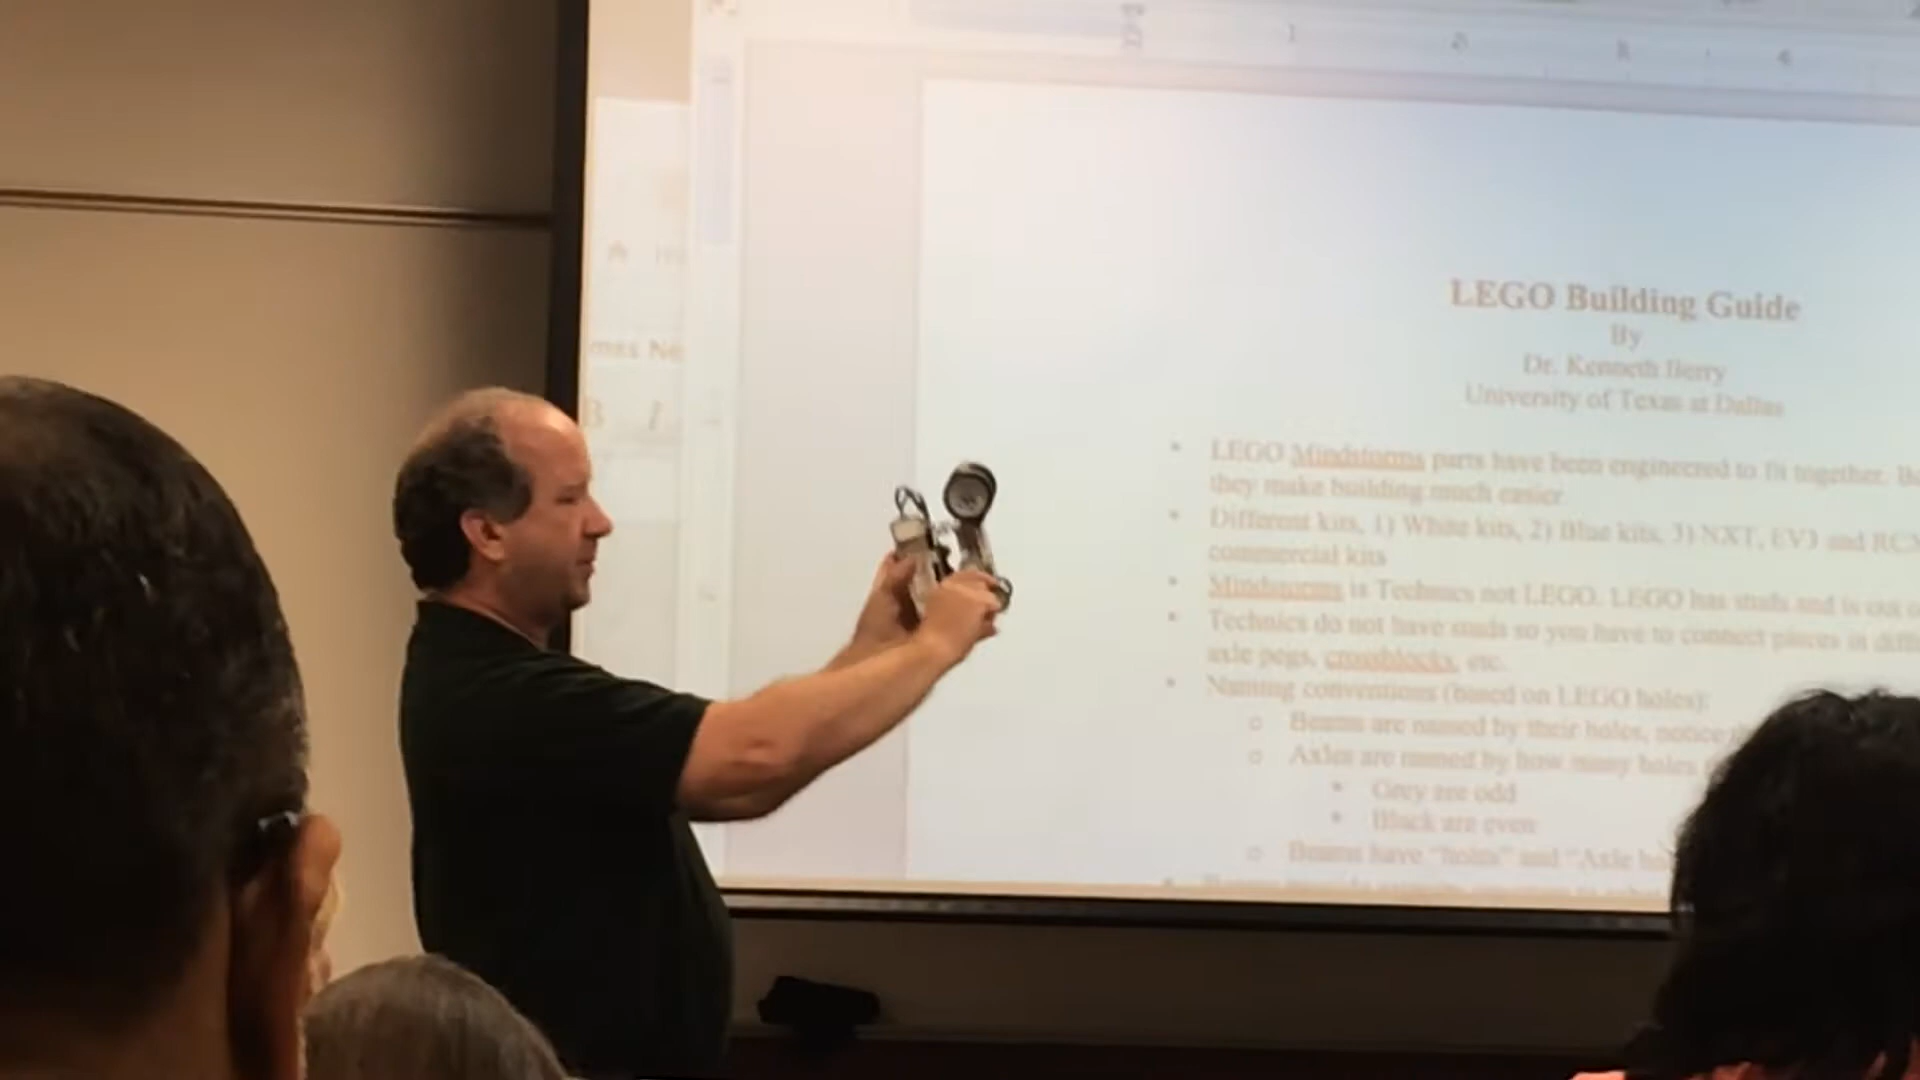 LEGO Building Guide
By
Dr. Kenneth Berry
University of Texas at Dallas
LEGO Mindstorms parts have been engineered to fit together.
they make building much easier
Different kits, 1) White kits, 2) Blue kits, 3) NXT, EV3 and RCX
commercial kits
Mindstorms is Technics not LEGO. LEGO has studs and is out
Technics do not have studs so you have to connect pieces in
axle pegs, crossblocks, etc.
Naming conventions (based on LEGO holes):
Beams are named by their holes, notice
Axles are named by how many holes
Grey are odd
Black are even
Beams have "holes" and "Axle